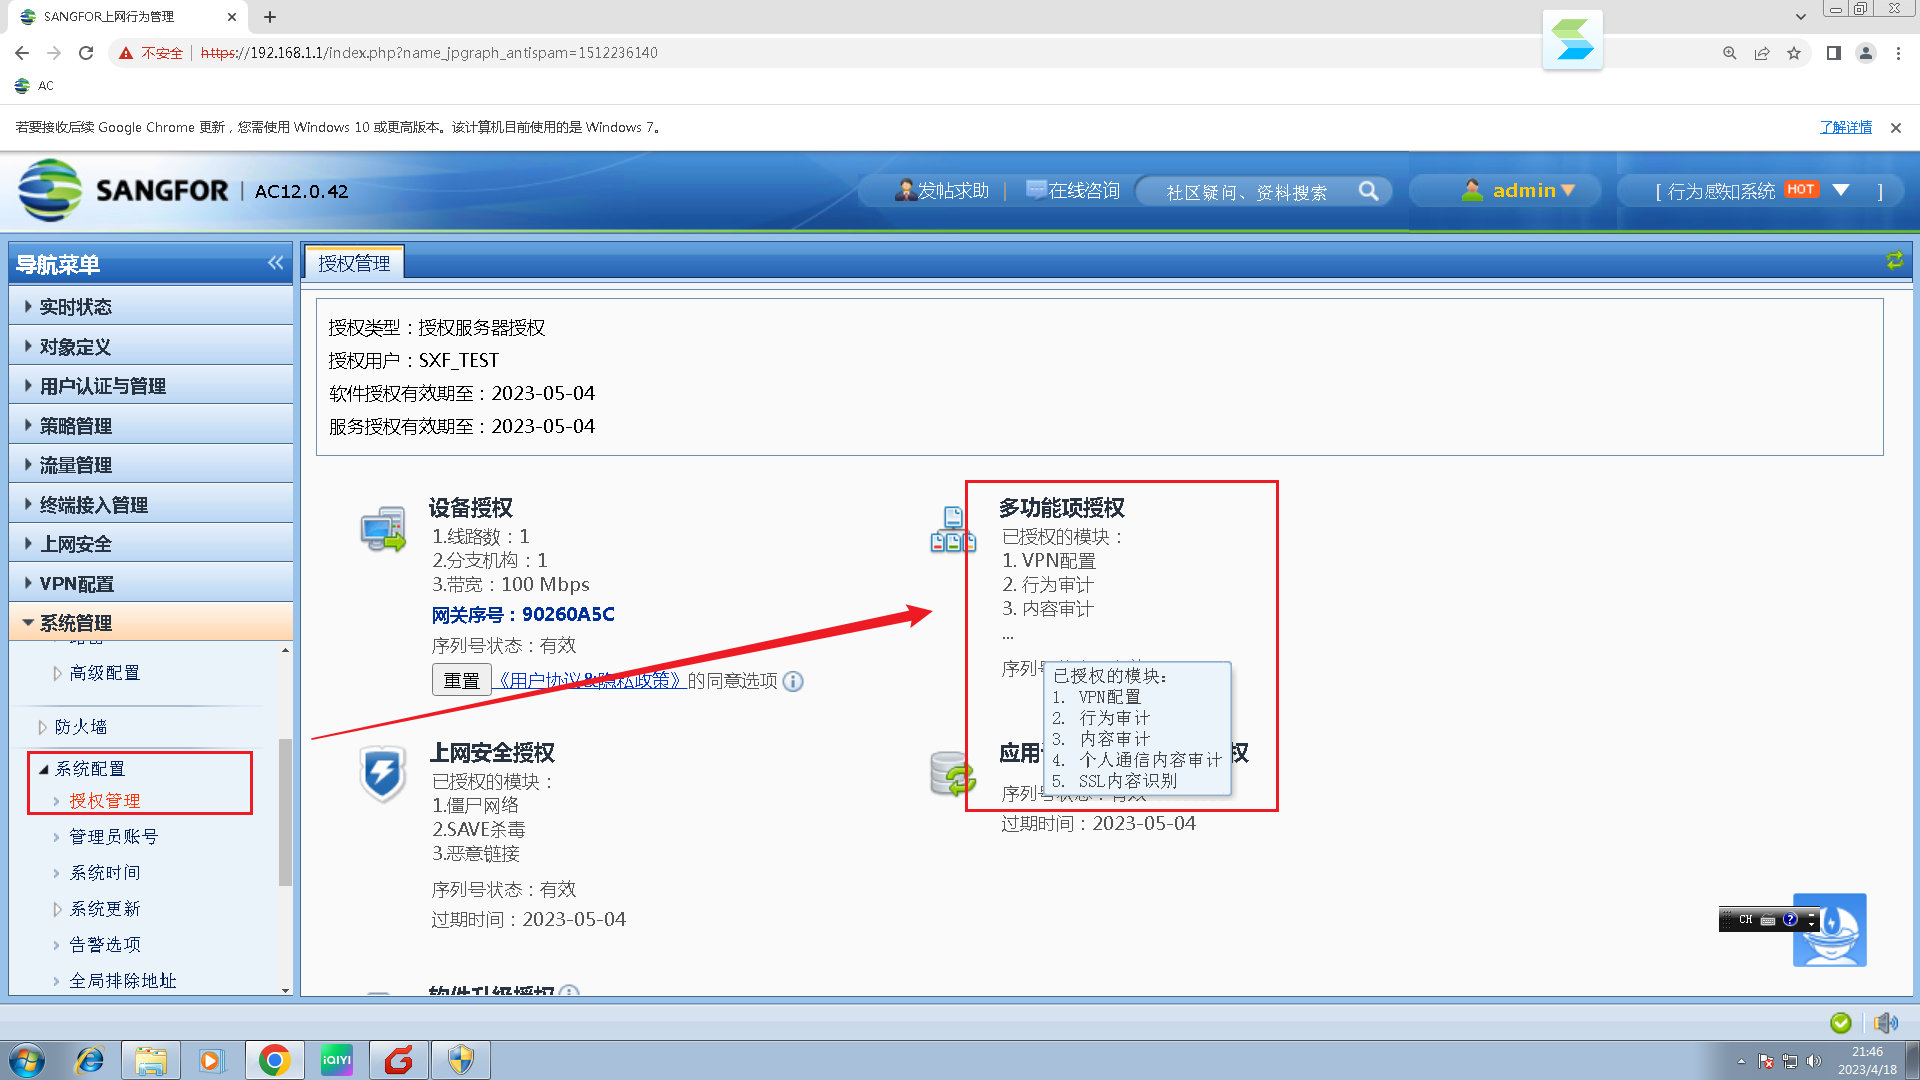 SANGFOR上网行为管理
不安全
https://192.168.1.1/index.php?name_jpgraph_antispam=1512236140
AC
若要接收后续 Google Chrome 更新，您需使用 Windows 10 或更高版本。该计算机目前使用的是 Windows 7。
了解详情
SANGFOR | AC12.0.42
发帖求助
在线咨询
社区疑问、资料搜索
admin
[ 行为感知系统 HOT ]
导航菜单
实时状态
对象定义
用户认证与管理
策略管理
流量管理
终端接入管理
上网安全
VPN配置
系统管理
高级配置
防火墙
系统配置
授权管理
管理员账号
系统时间
系统更新
告警选项
全局排除地址
授权管理
授权类型：授权服务器授权
授权用户：SXF_TEST
软件授权有效期至：2023-05-04
服务授权有效期至：2023-05-04
设备授权
1.线路数：1
2.分支机构：1
3.带宽：100 Mbps
网关序号：90260A5C
序列号状态：有效
重置
《用户协议&隐私政策》的同意选项
多功能项授权
已授权的模块：
1. VPN配置
2. 行为审计
3. 内容审计
...
序列
已授权的模块:
1. VPN配置
2. 行为审计
3. 内容审计
4. 个人通信内容审计
5. SSL内容识别
上网安全授权
已授权的模块：
1.僵尸网络
2.SAVE杀毒
3.恶意链接
序列号状态：有效
过期时间：2023-05-04
应用
权
序列号状态：有效
过期时间：2023-05-04
软件升级授权
CH
iQIYI
21:46
2023/4/18